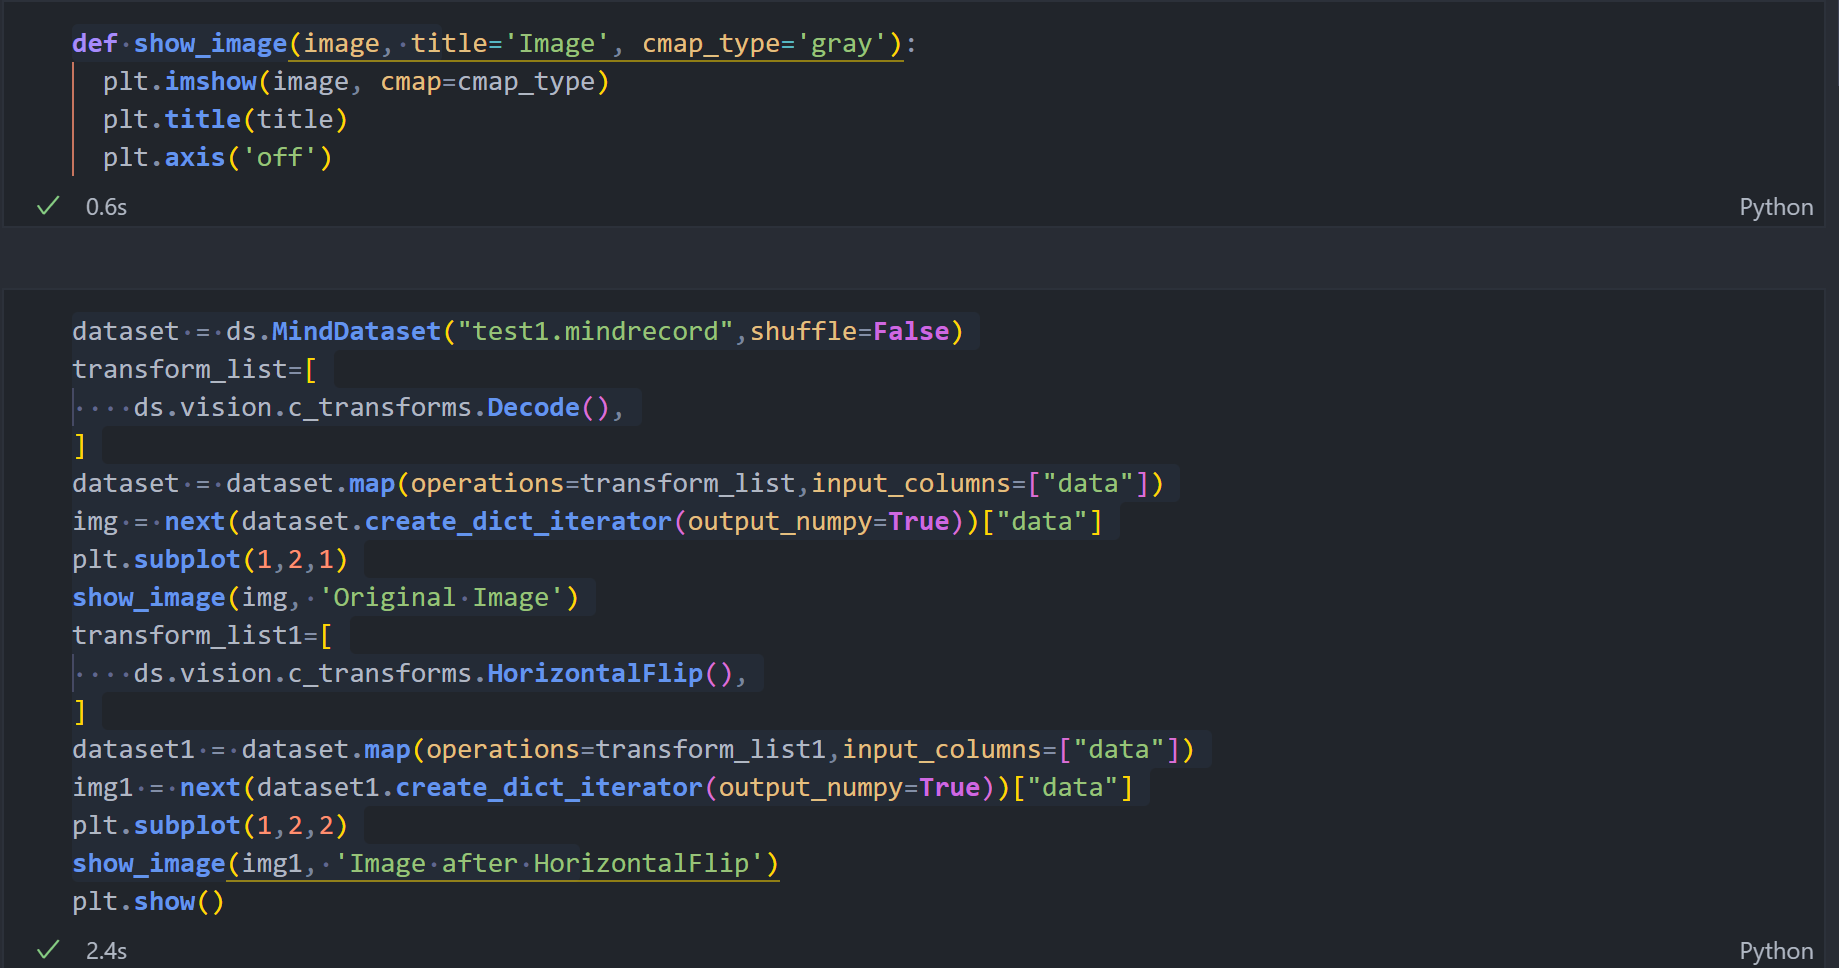 def show_image(image, title='Image', cmap_type='gray'):
  plt.imshow(image, cmap=cmap_type)
  plt.title(title)
  plt.axis('off')
0.6s
Python
dataset = ds.MindDataset("test1.mindrecord",shuffle=False)
transform_list=[
    ds.vision.c_transforms.Decode(),
]
dataset = dataset.map(operations=transform_list,input_columns=["data"])
img = next(dataset.create_dict_iterator(output_numpy=True))["data"]
plt.subplot(1,2,1)
show_image(img, 'Original Image')
transform_list1=[
    ds.vision.c_transforms.HorizontalFlip(),
]
dataset1 = dataset.map(operations=transform_list1,input_columns=["data"])
img1 = next(dataset1.create_dict_iterator(output_numpy=True))["data"]
plt.subplot(1,2,2)
show_image(img1, 'Image after HorizontalFlip')
plt.show()
2.4s
Python